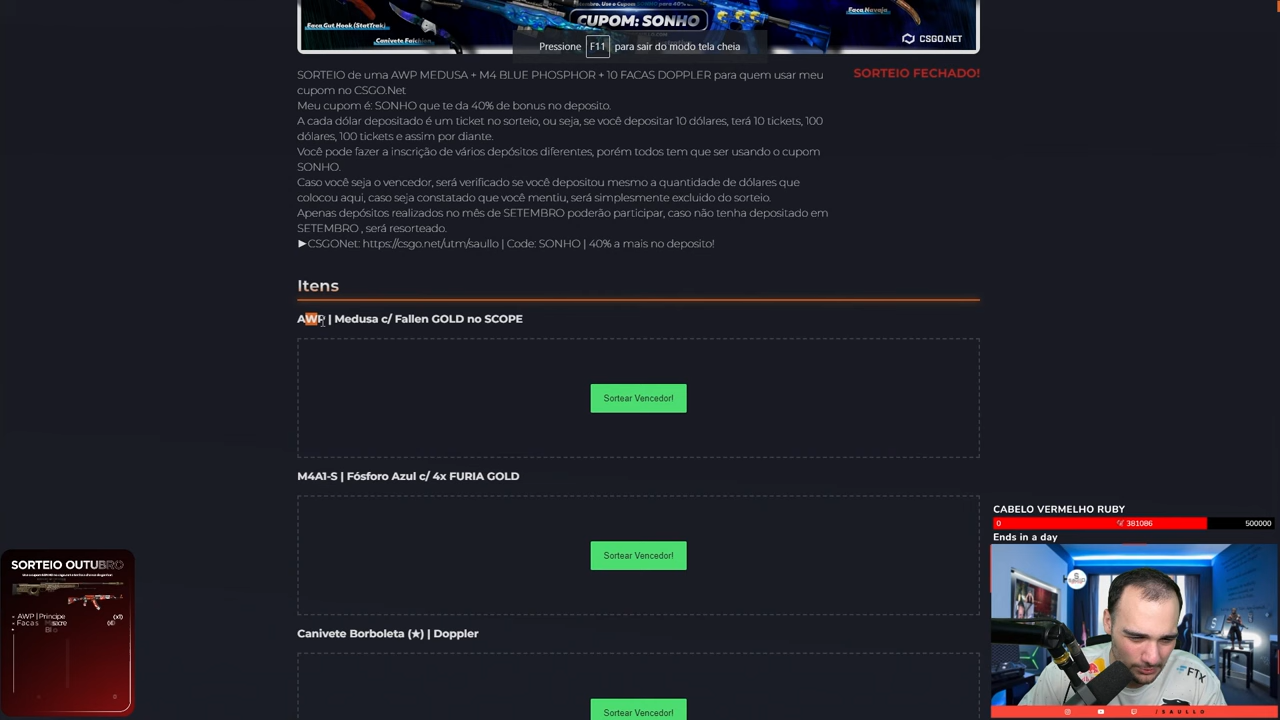 Faca Gut Hook (StatTrak)
CUPOM: SONHO
Faca Navaja
CSGO.NET
Pressione F11 para sair do modo tela cheia
SORTEIO de uma AWP MEDUSA + M4 BLUE PHOSPHOR + 10 FACAS DOPPLER para quem usar meu
cupom no CSGO.Net
SORTEIO FECHADO!
Meu cupom é: SONHO que te da 40% de bonus no deposito.
A cada dólar depositado é um ticket no sorteio, ou seja, se você depositar 10 dólares, terá 10 tickets, 100
dólares, 100 tickets e assim por diante.
Você pode fazer a inscrição de vários depósitos diferentes, porém todos tem que ser usando o cupom
SONHO.
Caso você seja o vencedor, será verificado se você depositou mesmo a quantidade de dólares que
colocou aqui, caso seja constatado que você mentiu, será simplesmente excluido do sorteio.
Apenas depósitos realizados no mês de SETEMBRO poderão participar, caso não tenha depositado em
SETEMBRO , será resorteado.
►CSGONet: https://csgo.net/utm/saullo | Code: SONHO | 40% a mais no deposito!
Itens
AWP | Medusa c/ Fallen GOLD no SCOPE
Sortear Vencedor!
M4A1-S | Fósforo Azul c/ 4x FURIA GOLD
Sortear Vencedor!
Canivete Borboleta (★) | Doppler
Sortear Vencedor!
CABELO VERMELHO RUBY
0 381086 500000
Ends in a day
SORTEIO OUTUBRO
AWP | Principe (x1)
Facas
FTX
/SAULLO